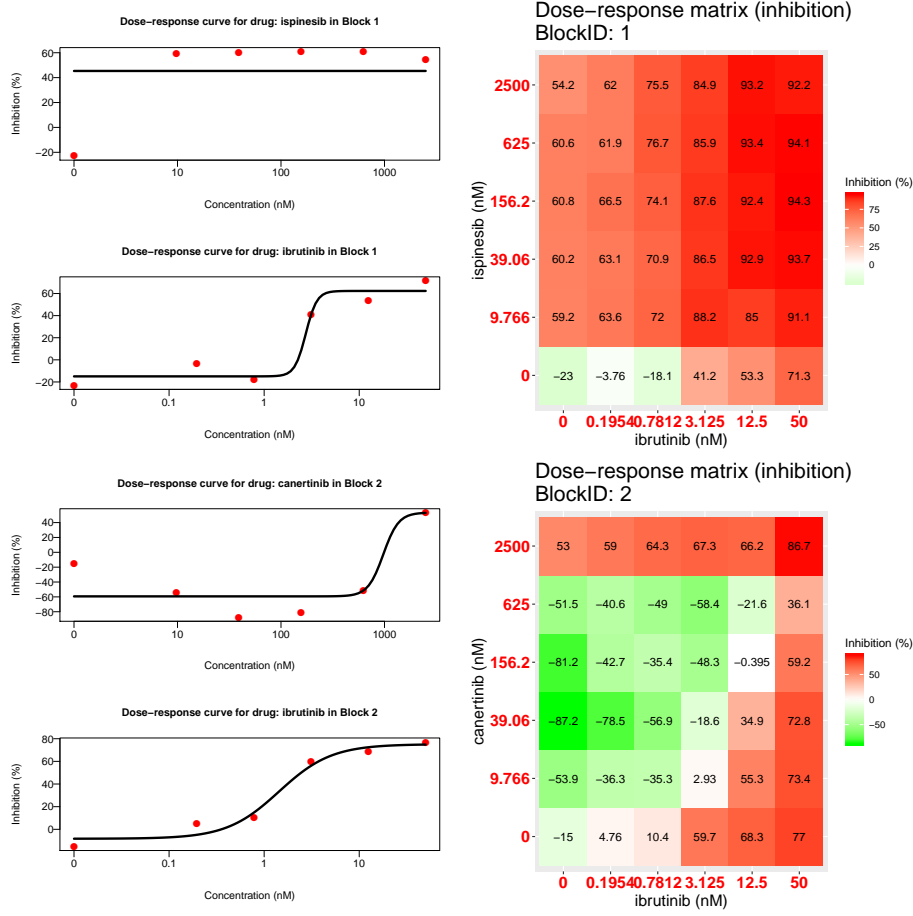 Dose−response curve for drug: ispinesib in Block 1
Inhibition (%)
60
40
20
0
−20
0 10 100 1000
Concentration (nM)
Dose−response curve for drug: ibrutinib in Block 1
Inhibition (%)
60
40
20
0
−20
0 0.1 1 10
Concentration (nM)
Dose−response matrix (inhibition)
BlockID: 1
ispinesib (nM)
2500 54.2 62 75.5 84.9 93.2 92.2
625 60.6 61.9 76.7 85.9 93.4 94.1
156.2 60.8 66.5 74.1 87.6 92.4 94.3
39.06 60.2 63.1 70.9 86.5 92.9 93.7
9.766 59.2 63.6 72 88.2 85 91.1
0 −23 −3.76 −18.1 41.2 53.3 71.3
0 0.1954 0.7812 3.125 12.5 50
ibrutinib (nM)
Inhibition (%)
75
50
25
0
Dose−response curve for drug: canertinib in Block 2
Inhibition (%)
40
20
0
−20
−40
−60
−80
0 10 100 1000
Concentration (nM)
Dose−response curve for drug: ibrutinib in Block 2
Inhibition (%)
80
60
40
20
0
0 0.1 1 10
Concentration (nM)
Dose−response matrix (inhibition)
BlockID: 2
canertinib (nM)
2500 53 59 64.3 67.3 66.2 86.7
625 −51.5 −40.6 −49 −58.4 −21.6 36.1
156.2 −81.2 −42.7 −35.4 −48.3 −0.395 59.2
39.06 −87.2 −78.5 −56.9 −18.6 34.9 72.8
9.766 −53.9 −36.3 −35.3 2.93 55.3 73.4
0 −15 4.76 10.4 59.7 68.3 77
0 0.1954 0.7812 3.125 12.5 50
ibrutinib (nM)
Inhibition (%)
50
0
−50